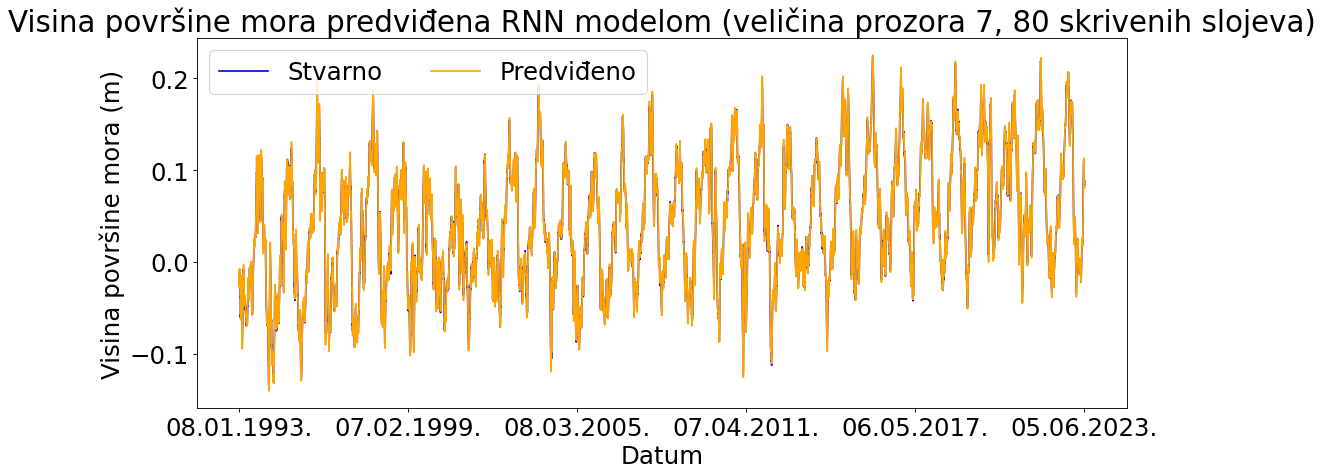 Visina površine mora predviđena RNN modelom (veličina prozora 7, 80 skrivenih slojeva)
Stvarno
Predviđeno
Visina površine mora (m)
0.2
0.1
0.0
−0.1
08.01.1993.
07.02.1999.
08.03.2005.
07.04.2011.
06.05.2017.
05.06.2023.
Datum